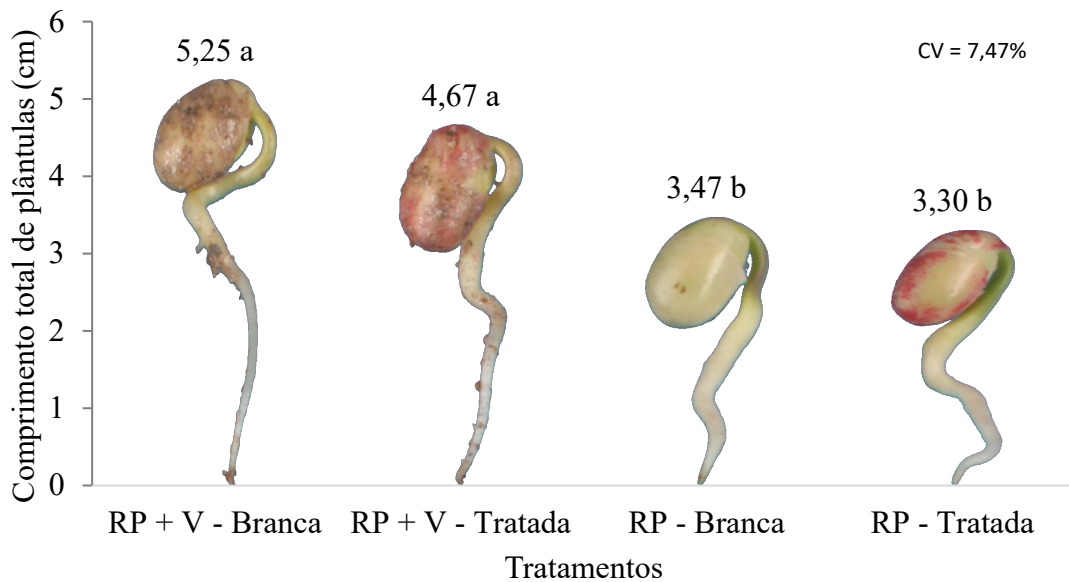 Comprimento total de plântulas (cm)
6
5
4
3
2
1
0
5,25 a
4,67 a
3,47 b
3,30 b
CV = 7,47%
RP + V - Branca
RP + V - Tratada
RP - Branca
RP - Tratada
Tratamentos